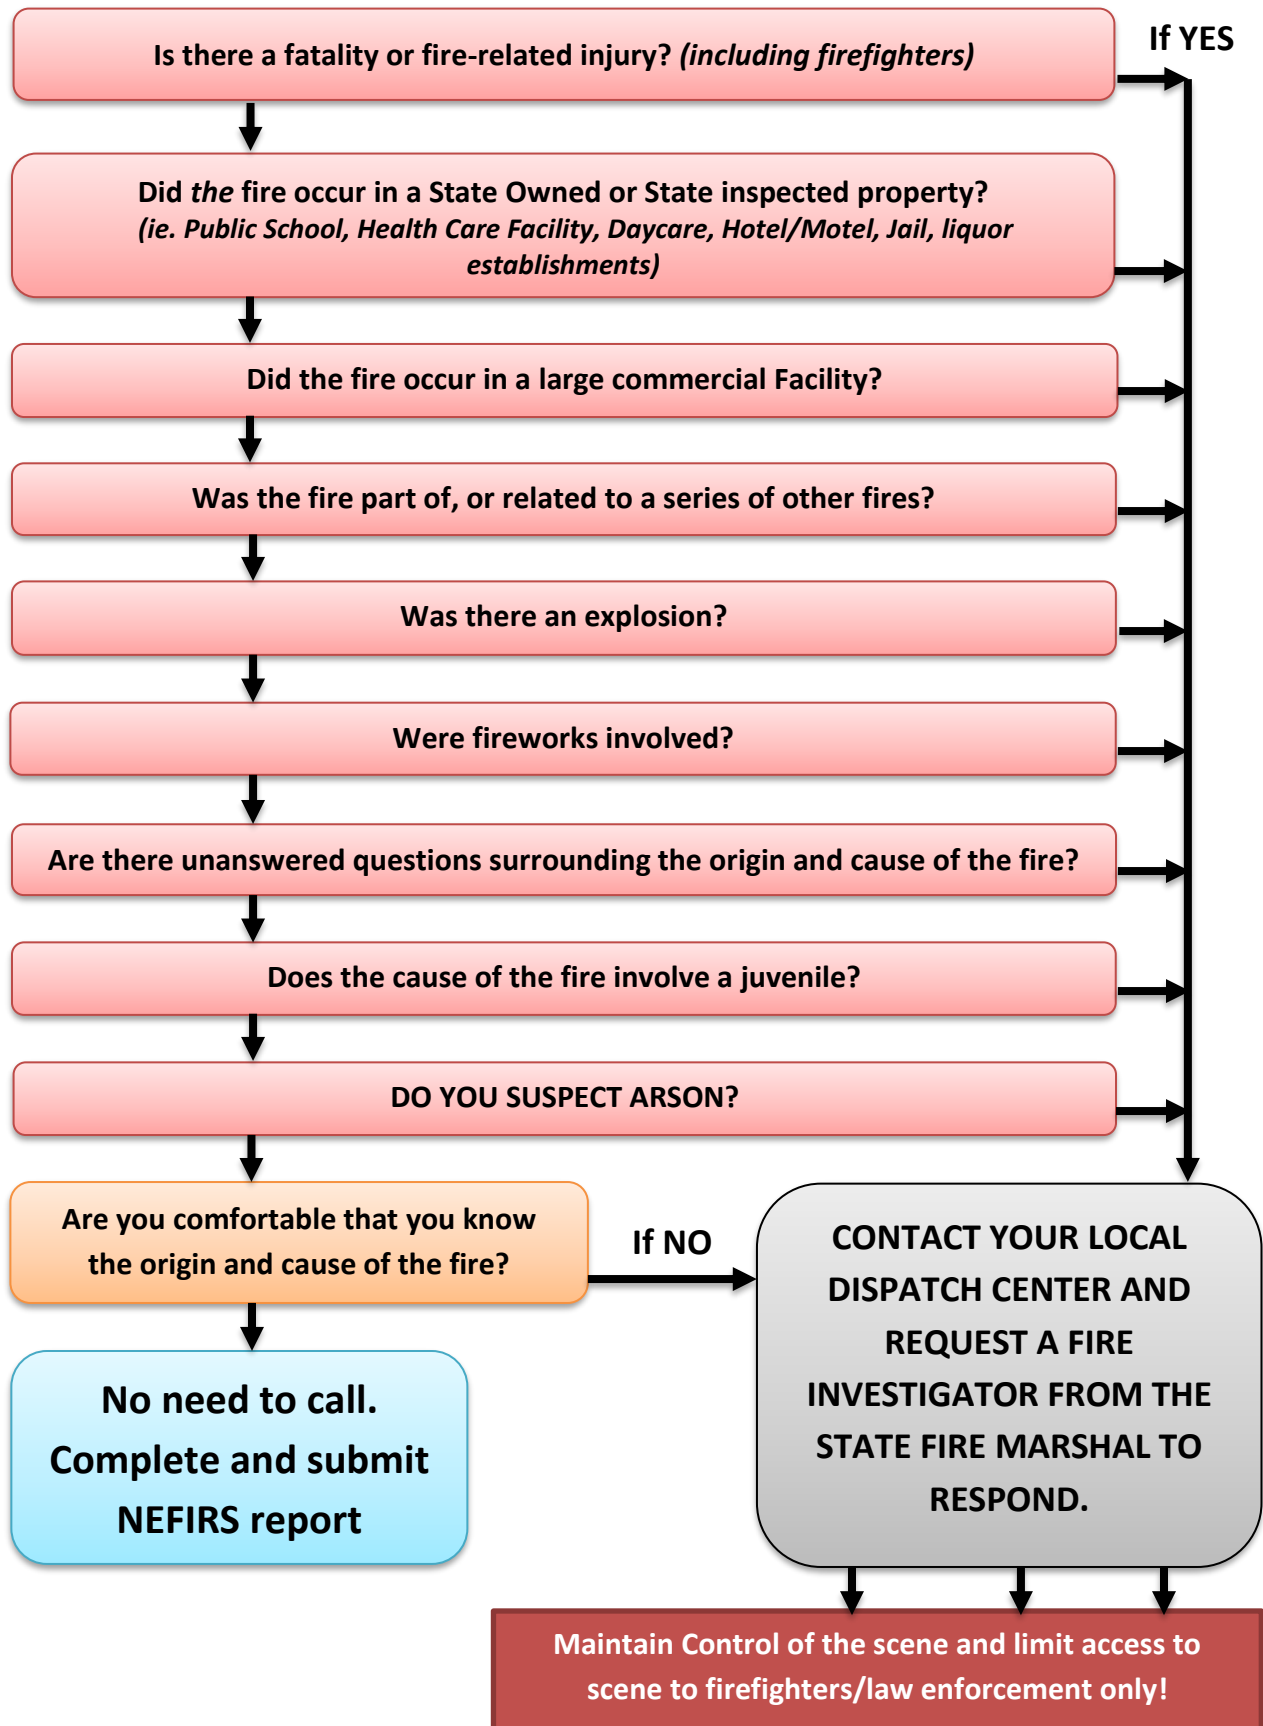 If YES
Is there a fatality or fire-related injury? (including firefighters)
Did the fire occur in a State Owned or State inspected property?
(ie. Public School, Health Care Facility, Daycare, Hotel/Motel, Jail, liquor
establishments)
Did the fire occur in a large commercial Facility?
Was the fire part of, or related to a series of other fires?
Was there an explosion?
Were fireworks involved?
Are there unanswered questions surrounding the origin and cause of the fire?
Does the cause of the fire involve a juvenile?
DO YOU SUSPECT ARSON?
Are you comfortable that you know
the origin and cause of the fire?
If NO
CONTACT YOUR LOCAL
DISPATCH CENTER AND
REQUEST A FIRE
INVESTIGATOR FROM THE
STATE FIRE MARSHAL TO
RESPOND.
No need to call.
Complete and submit
NEFIRS report
Maintain Control of the scene and limit access to
scene to firefighters/law enforcement only!